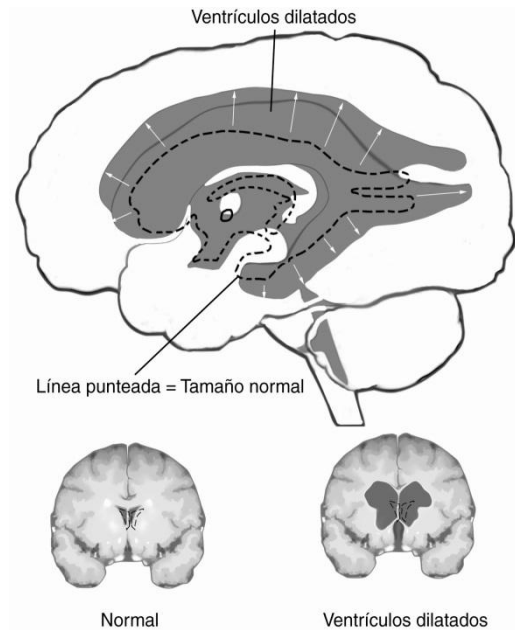 Ventrículos dilatados
Línea punteada = Tamaño normal
Normal
Ventrículos dilatados